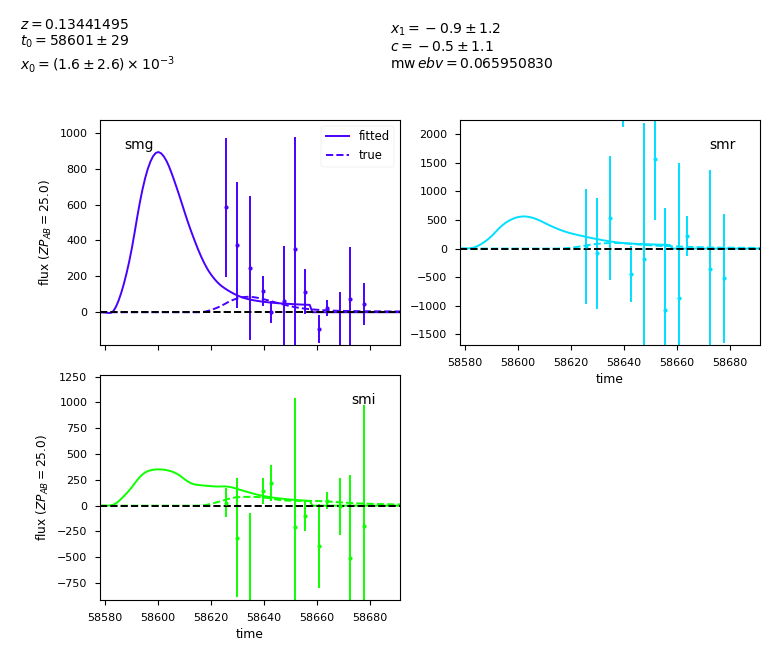 z = 0.13441495
t₀ = 58601 ± 29
x₀ = (1.6 ± 2.6) × 10⁻³
x₁ = −0.9 ± 1.2
c = −0.5 ± 1.1
mw ebv = 0.065950830
smg
fitted
true
1000
800
600
400
200
0
flux (ZP_AB = 25.0)
smr
2000
1500
1000
500
0
−500
−1000
−1500
58580 58600 58620 58640 58660 58680
time
smi
1250
1000
750
500
250
0
−250
−500
−750
flux (ZP_AB = 25.0)
58580 58600 58620 58640 58660 58680
time